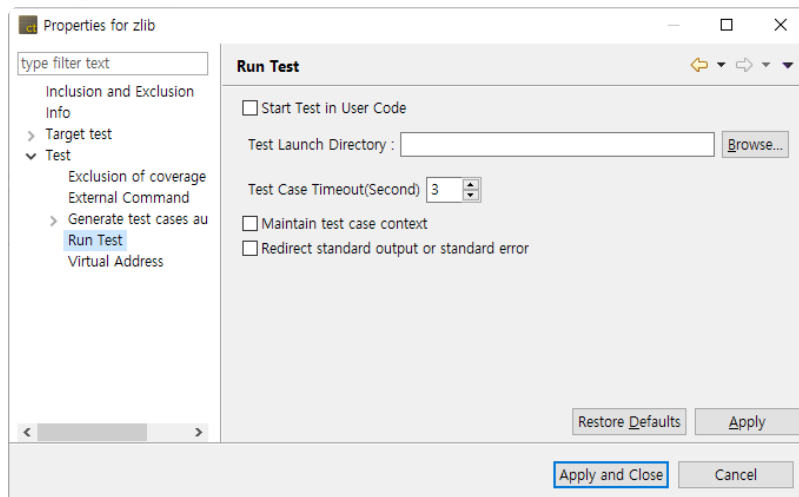 ct Properties for zlib
type filter text
Inclusion and Exclusion
Info
Target test
Test
Exclusion of coverage
External Command
Generate test cases au
Run Test
Virtual Address
Run Test
Start Test in User Code
Test Launch Directory :
Browse...
Test Case Timeout(Second) 3
Maintain test case context
Redirect standard output or standard error
Restore Defaults Apply
Apply and Close Cancel